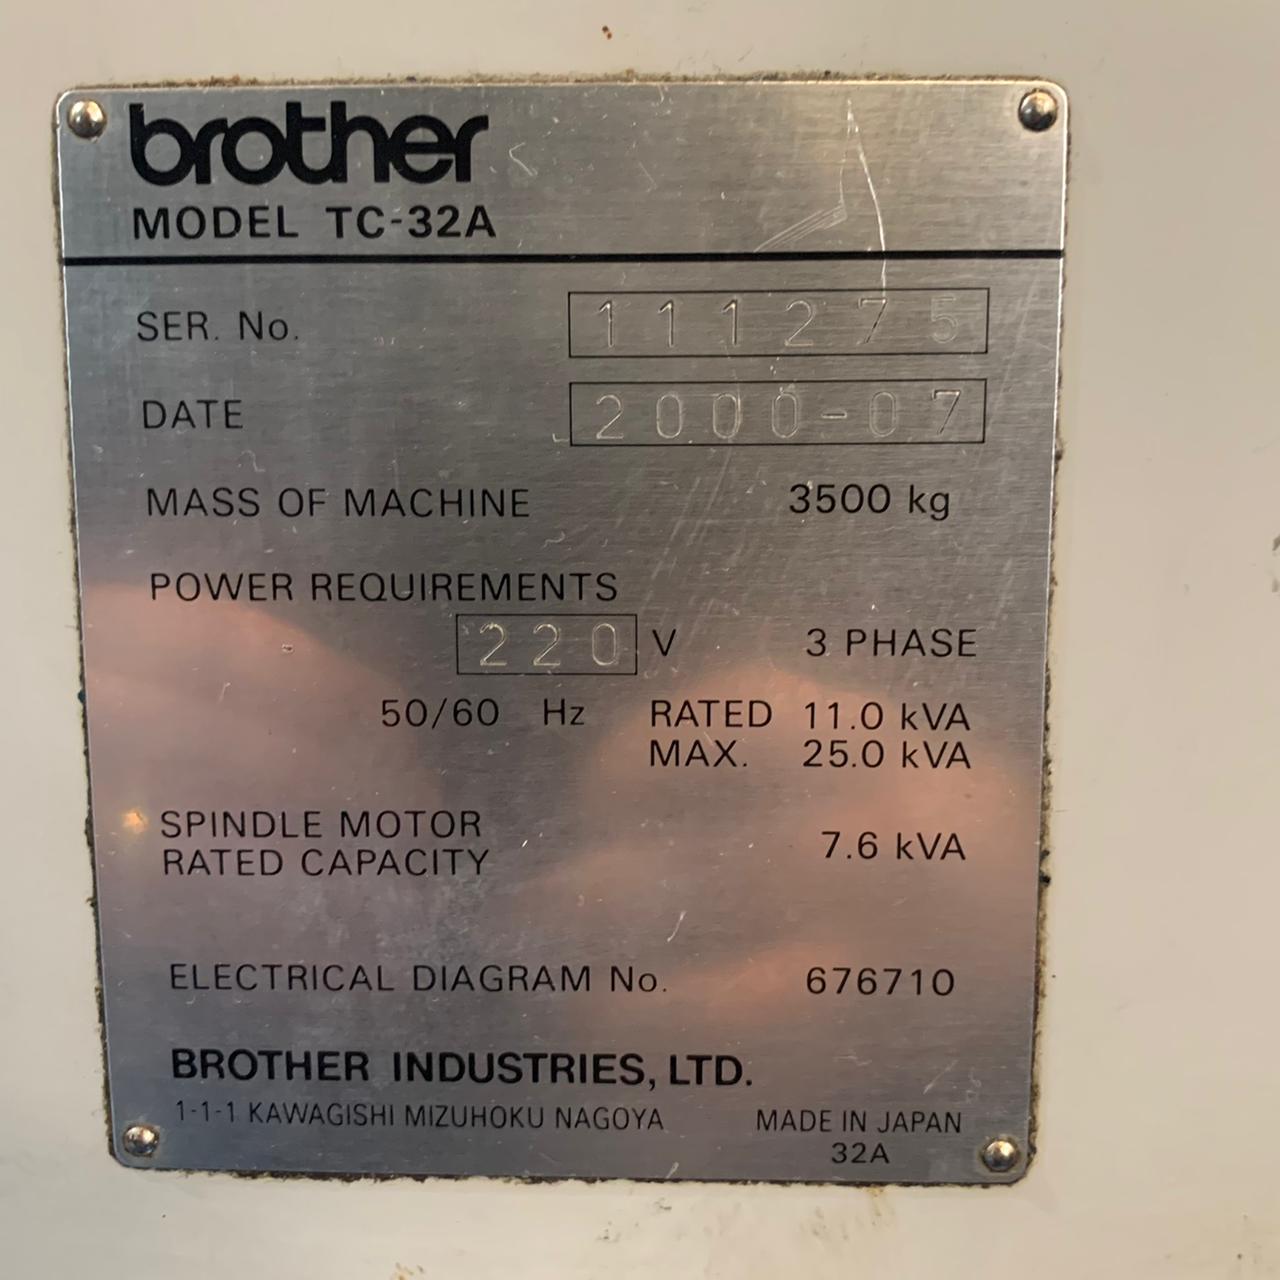 brother
MODEL TC-32A
SER. No. 111275
DATE 2000-07
MASS OF MACHINE 3500 kg
POWER REQUIREMENTS
220 V 3 PHASE
50/60 Hz RATED 11.0 kVA
MAX. 25.0 kVA
SPINDLE MOTOR
RATED CAPACITY 7.6 kVA
ELECTRICAL DIAGRAM No. 676710
BROTHER INDUSTRIES, LTD.
1-1-1 KAWAGISHI MIZUHOKU NAGOYA MADE IN JAPAN
32A